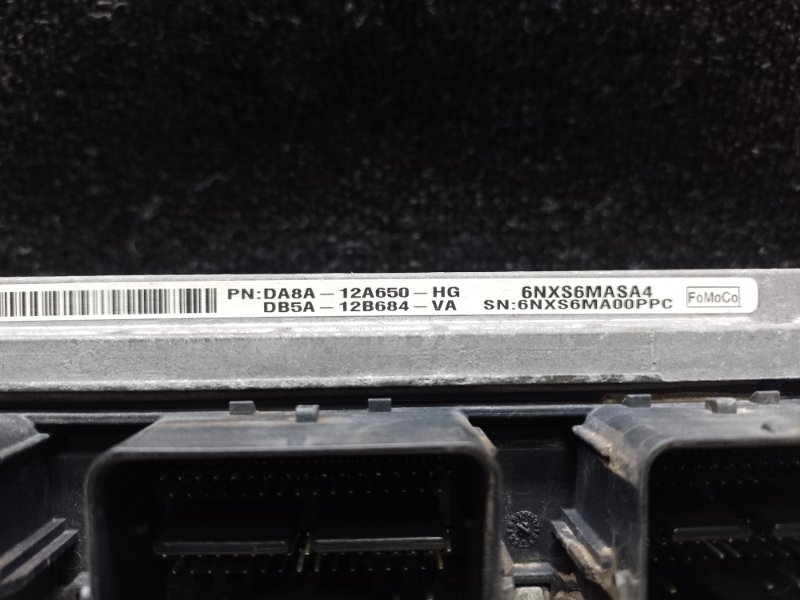 PN:DA8A-12A650-HG
DB5A-12B684-VA
6NXS6MASA4
SN:6NXS6MA00PPC
FoMoCo